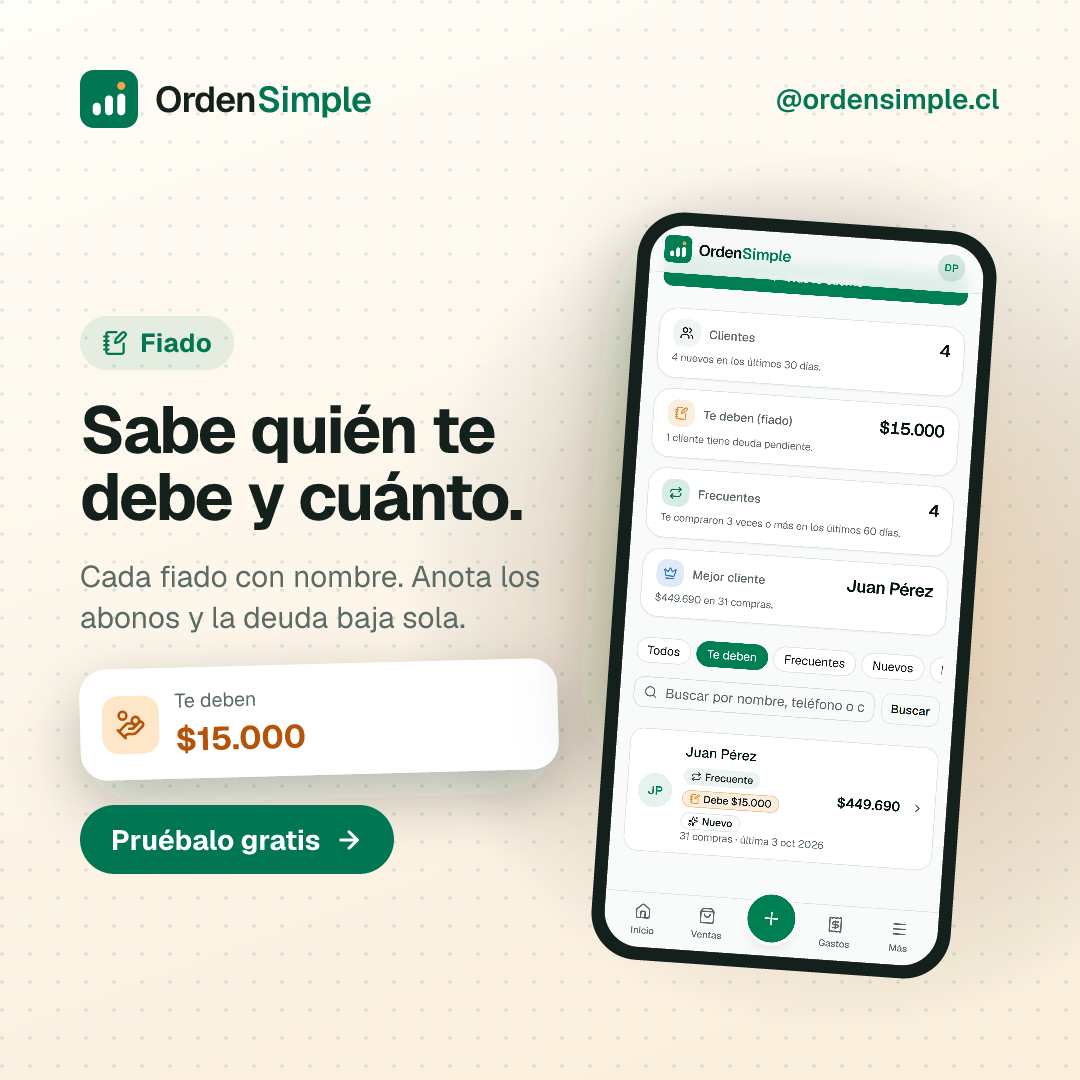 OrdenSimple
@ordensimple.cl
Fiado
Sabe quién te
debe y cuánto.
Cada fiado con nombre. Anota los
abonos y la deuda baja sola.
Te deben
$15.000
Pruébalo gratis
OrdenSimple
DP
Clientes
4
4 nuevos en los últimos 30 días.
Te deben (fiado)
$15.000
1 cliente tiene deuda pendiente.
Frecuentes
4
Te compraron 3 veces o más en los últimos 60 días.
Mejor cliente
Juan Pérez
$449.690 en 31 compras.
Todos
Te deben
Frecuentes
Nuevos
Buscar por nombre, teléfono o c
Buscar
JP
Juan Pérez
Frecuente
Debe $15.000
Nuevo
31 compras · última 3 oct 2026
$449.690
Inicio
Ventas
Gastos
Más